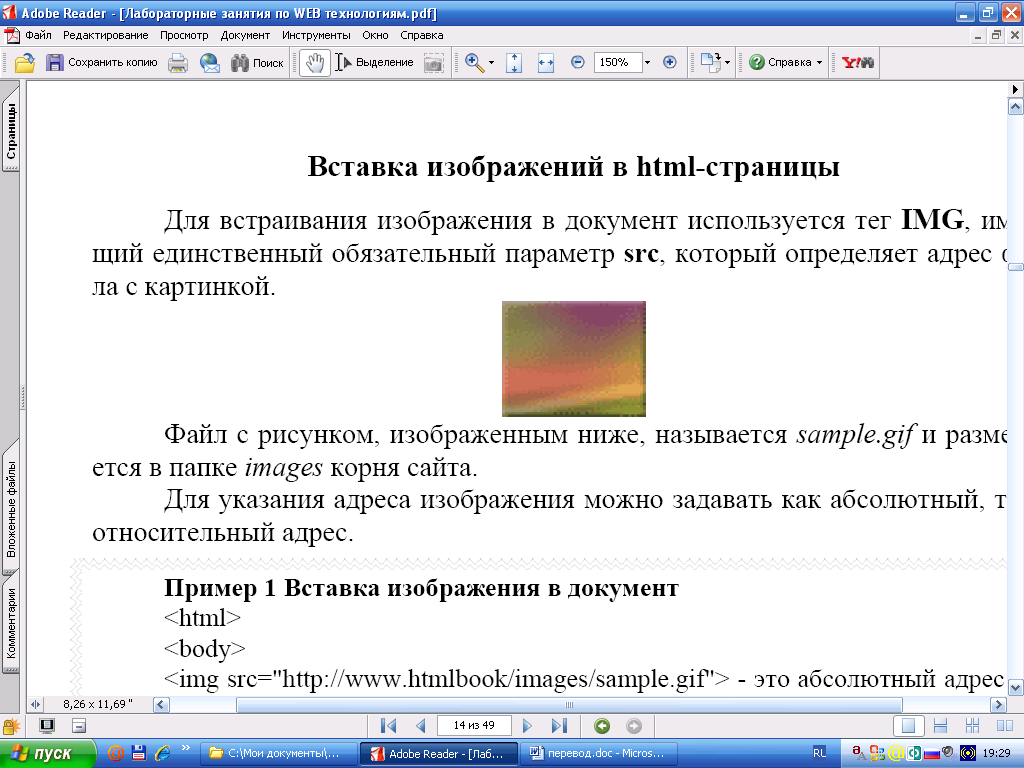 Adobe Reader - [Лабораторные занятия по WEB технологиям.pdf]
Файл Редактирование Просмотр Документ Инструменты Окно Справка
Сохранить копию Поиск Выделение 150% Справка Y!
Страницы
Вложенные файлы
Комментарии
Вставка изображений в html-страницы
Для встраивания изображения в документ используется тег IMG, им
щий единственный обязательный параметр src, который определяет адрес ф
ла с картинкой.
Файл с рисунком, изображенным ниже, называется sample.gif и разме
ется в папке images корня сайта.
Для указания адреса изображения можно задавать как абсолютный, т
относительный адрес.
Пример 1 Вставка изображения в документ
<html>
<body>
<img src="http://www.htmlbook/images/sample.gif"> - это абсолютный адрес
8,26 x 11,69 "
14 из 49
пуск » C:\Мои документы\... Adobe Reader - [Лаб... перевод.doc - Micros... RL 19:29